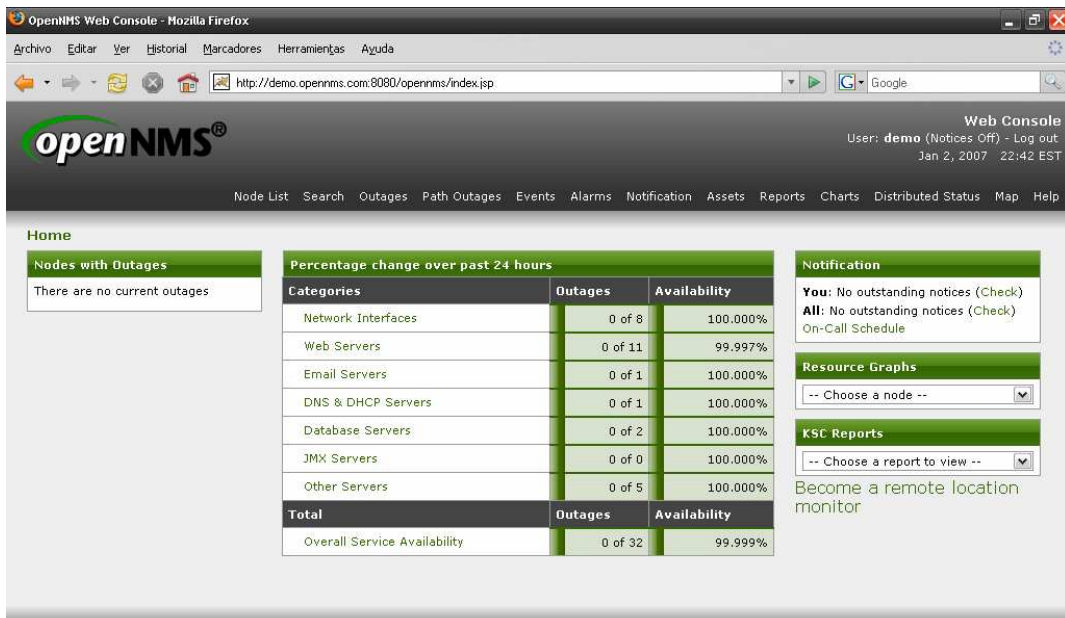 OpenNMS Web Console - Mozilla Firefox
Archivo Editar Ver Historial Marcadores Herramientas Ayuda
http://demo.opennms.com:8080/opennms/index.jsp
G Google
openNMS®
Web Console
User: demo (Notices Off) - Log out
Jan 2, 2007 22:42 EST
Node List Search Outages Path Outages Events Alarms Notification Assets Reports Charts Distributed Status Map Help
Home
Nodes with Outages
There are no current outages
Percentage change over past 24 hours
Categories Outages Availability
Network Interfaces 0 of 8 100.000%
Web Servers 0 of 11 99.997%
Email Servers 0 of 1 100.000%
DNS & DHCP Servers 0 of 1 100.000%
Database Servers 0 of 2 100.000%
JMX Servers 0 of 0 100.000%
Other Servers 0 of 5 100.000%
Total Outages Availability
Overall Service Availability 0 of 32 99.999%
Notification
You: No outstanding notices (Check)
All: No outstanding notices (Check)
On-Call Schedule
Resource Graphs
-- Choose a node --
KSC Reports
-- Choose a report to view --
Become a remote location
monitor